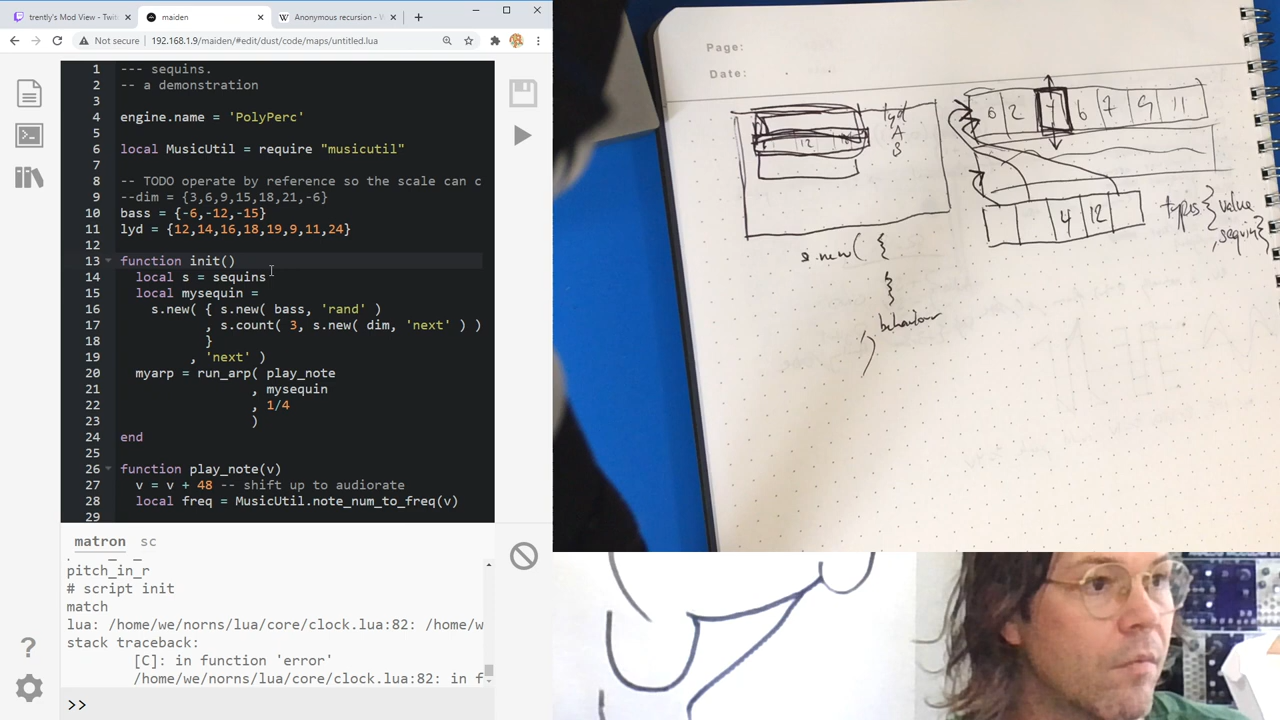 trently's Mod View - Twit
maiden
Anonymous recursion - W
Not secure
192.168.1.9/maiden/#edit/dust/code/maps/untitled.lua
1 --- sequins.
2 -- a demonstration
3
4 engine.name = 'PolyPerc'
5
6 local MusicUtil = require "musicutil"
7
8 -- TODO operate by reference so the scale can c
9 --dim = {3,6,9,15,18,21,-6}
10 bass = {-6,-12,-15}
11 lyd = {12,14,16,18,19,9,11,24}
12
13 function init()
14 local s = sequins
15 local mysequin =
16 s.new( { s.new( bass, 'rand' )
17 , s.count( 3, s.new( dim, 'next' ) )
18 }
19 , 'next' )
20 myarp = run_arp( play_note
21 , mysequin
22 , 1/4
23 )
24 end
25
26 function play_note(v)
27 v = v + 48 -- shift up to audiorate
28 local freq = MusicUtil.note_num_to_freq(v)
29
matron sc
pitch_in_r
# script init
match
lua: /home/we/norns/lua/core/clock.lua:82: /home/w
stack traceback:
[C]: in function 'error'
/home/we/norns/lua/core/clock.lua:82: in f
>>
?
Page:
Date:
lyd
A
B
12
0 2 7 6 7 9 11
4 12
types { value
, sequin }
s.new( {
}
, behaviour
)